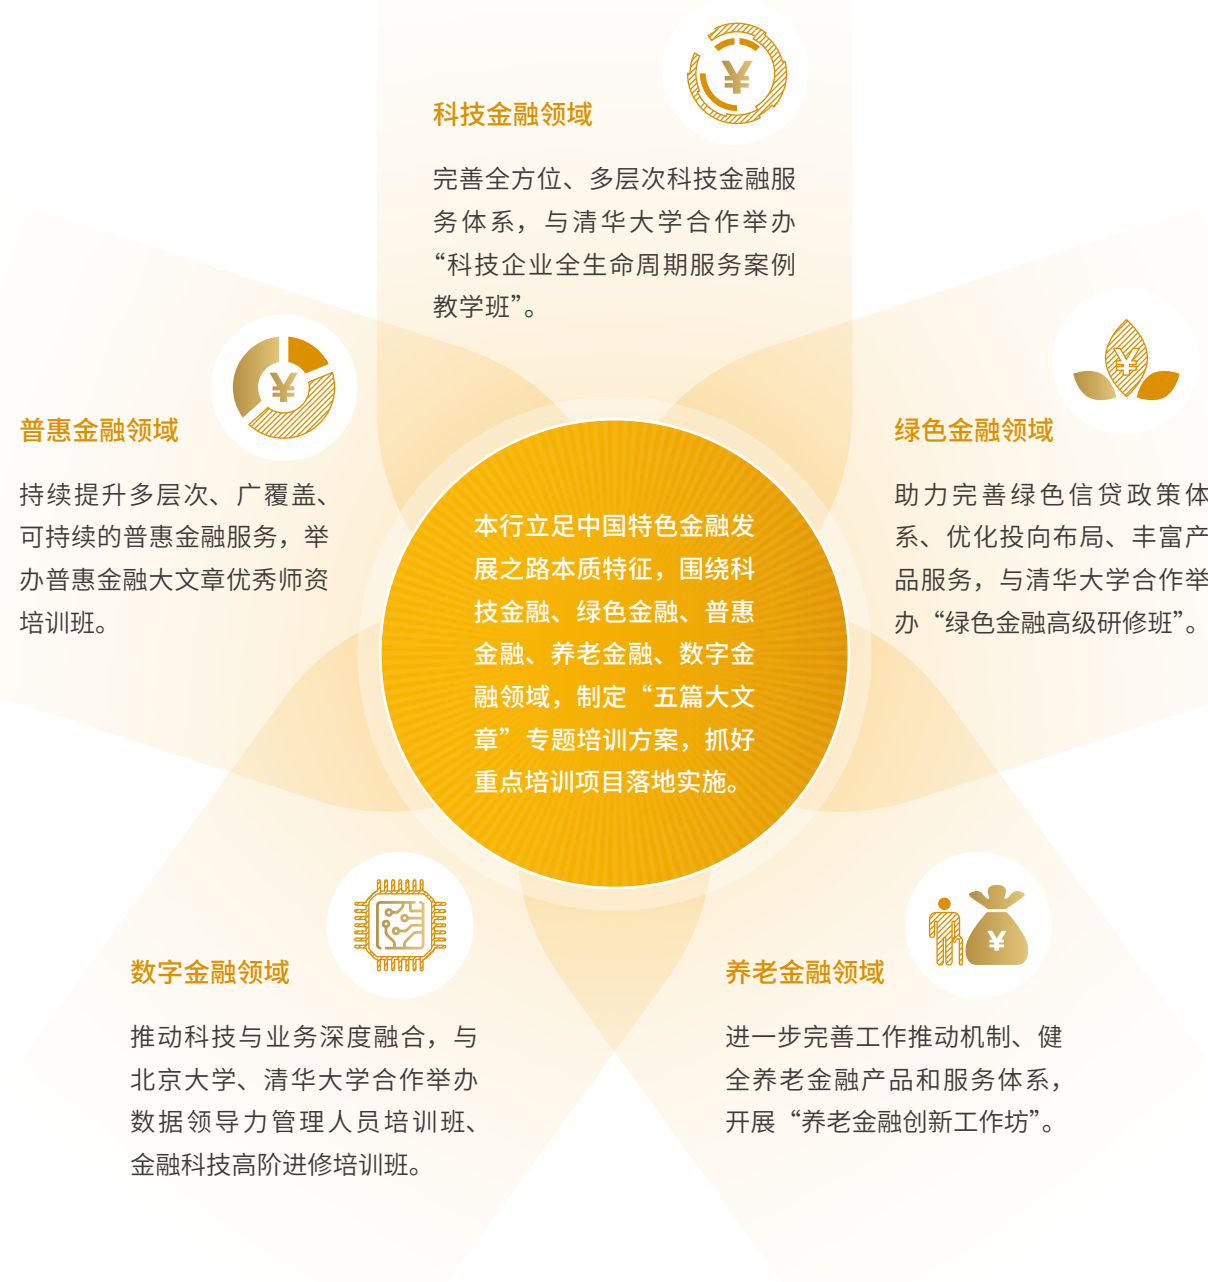 科技金融领域
完善全方位、多层次科技金融服
务体系，与清华大学合作举办
“科技企业全生命周期服务案例
教学班”。
普惠金融领域
持续提升多层次、广覆盖、
可持续的普惠金融服务，举
办普惠金融大文章优秀师资
培训班。
绿色金融领域
助力完善绿色信贷政策体
系、优化投向布局、丰富产
品服务，与清华大学合作举
办“绿色金融高级研修班”。
本行立足中国特色金融发
展之路本质特征，围绕科
技金融、绿色金融、普惠
金融、养老金融、数字金
融领域，制定“五篇大文
章”专题培训方案，抓好
重点培训项目落地实施。
数字金融领域
推动科技与业务深度融合，与
北京大学、清华大学合作举办
数据领导力管理人员培训班、
金融科技高阶进修培训班。
养老金融领域
进一步完善工作推动机制、健
全养老金融产品和服务体系，
开展“养老金融创新工作坊”。